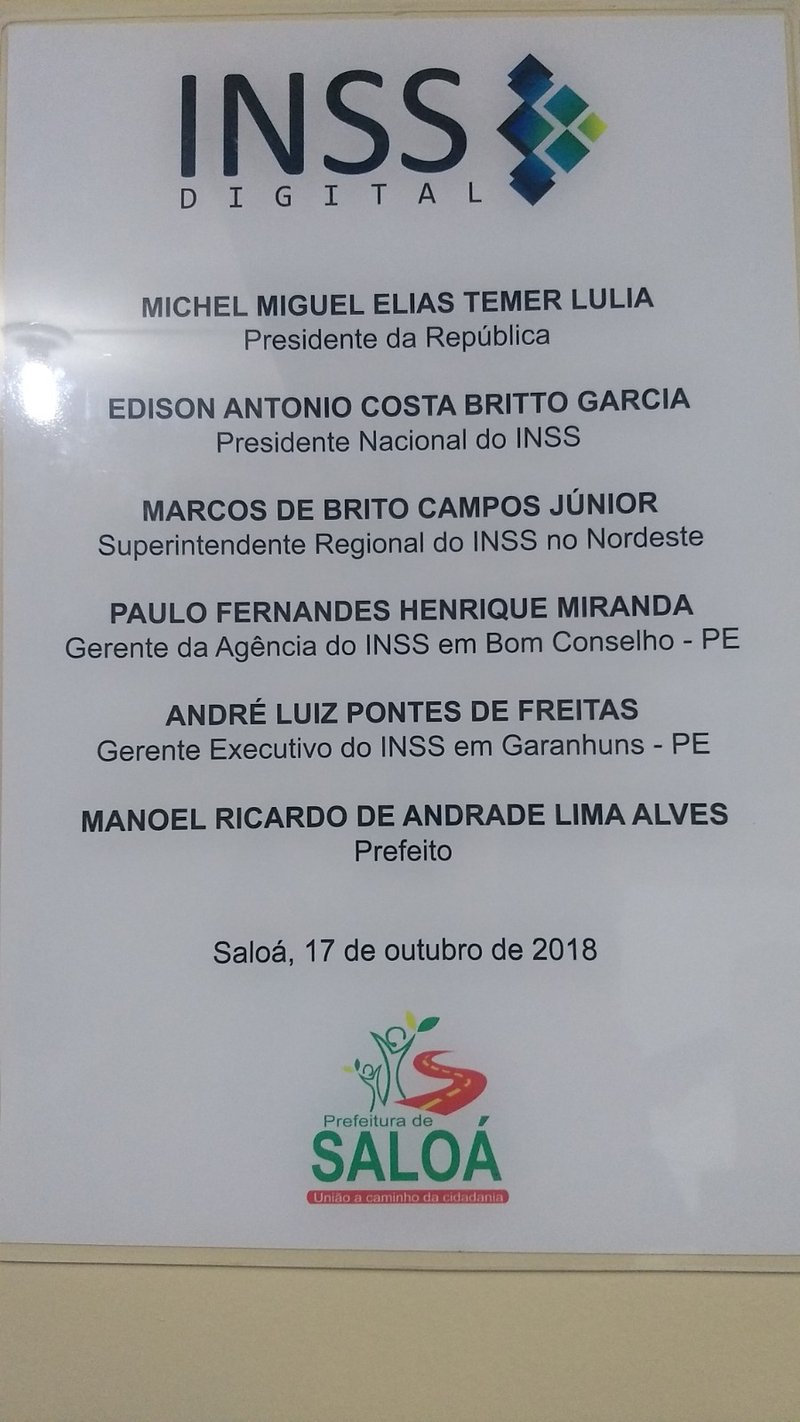 INSS
DIGITAL
MICHEL MIGUEL ELIAS TEMER LULIA
Presidente da República
EDISON ANTONIO COSTA BRITTO GARCIA
Presidente Nacional do INSS
MARCOS DE BRITO CAMPOS JÚNIOR
Superintendente Regional do INSS no Nordeste
PAULO FERNANDES HENRIQUE MIRANDA
Gerente da Agência do INSS em Bom Conselho - PE
ANDRÉ LUIZ PONTES DE FREITAS
Gerente Executivo do INSS em Garanhuns - PE
MANOEL RICARDO DE ANDRADE LIMA ALVES
Prefeito
Saloá, 17 de outubro de 2018
Prefeitura de
SALOÁ
União a caminho da cidadania